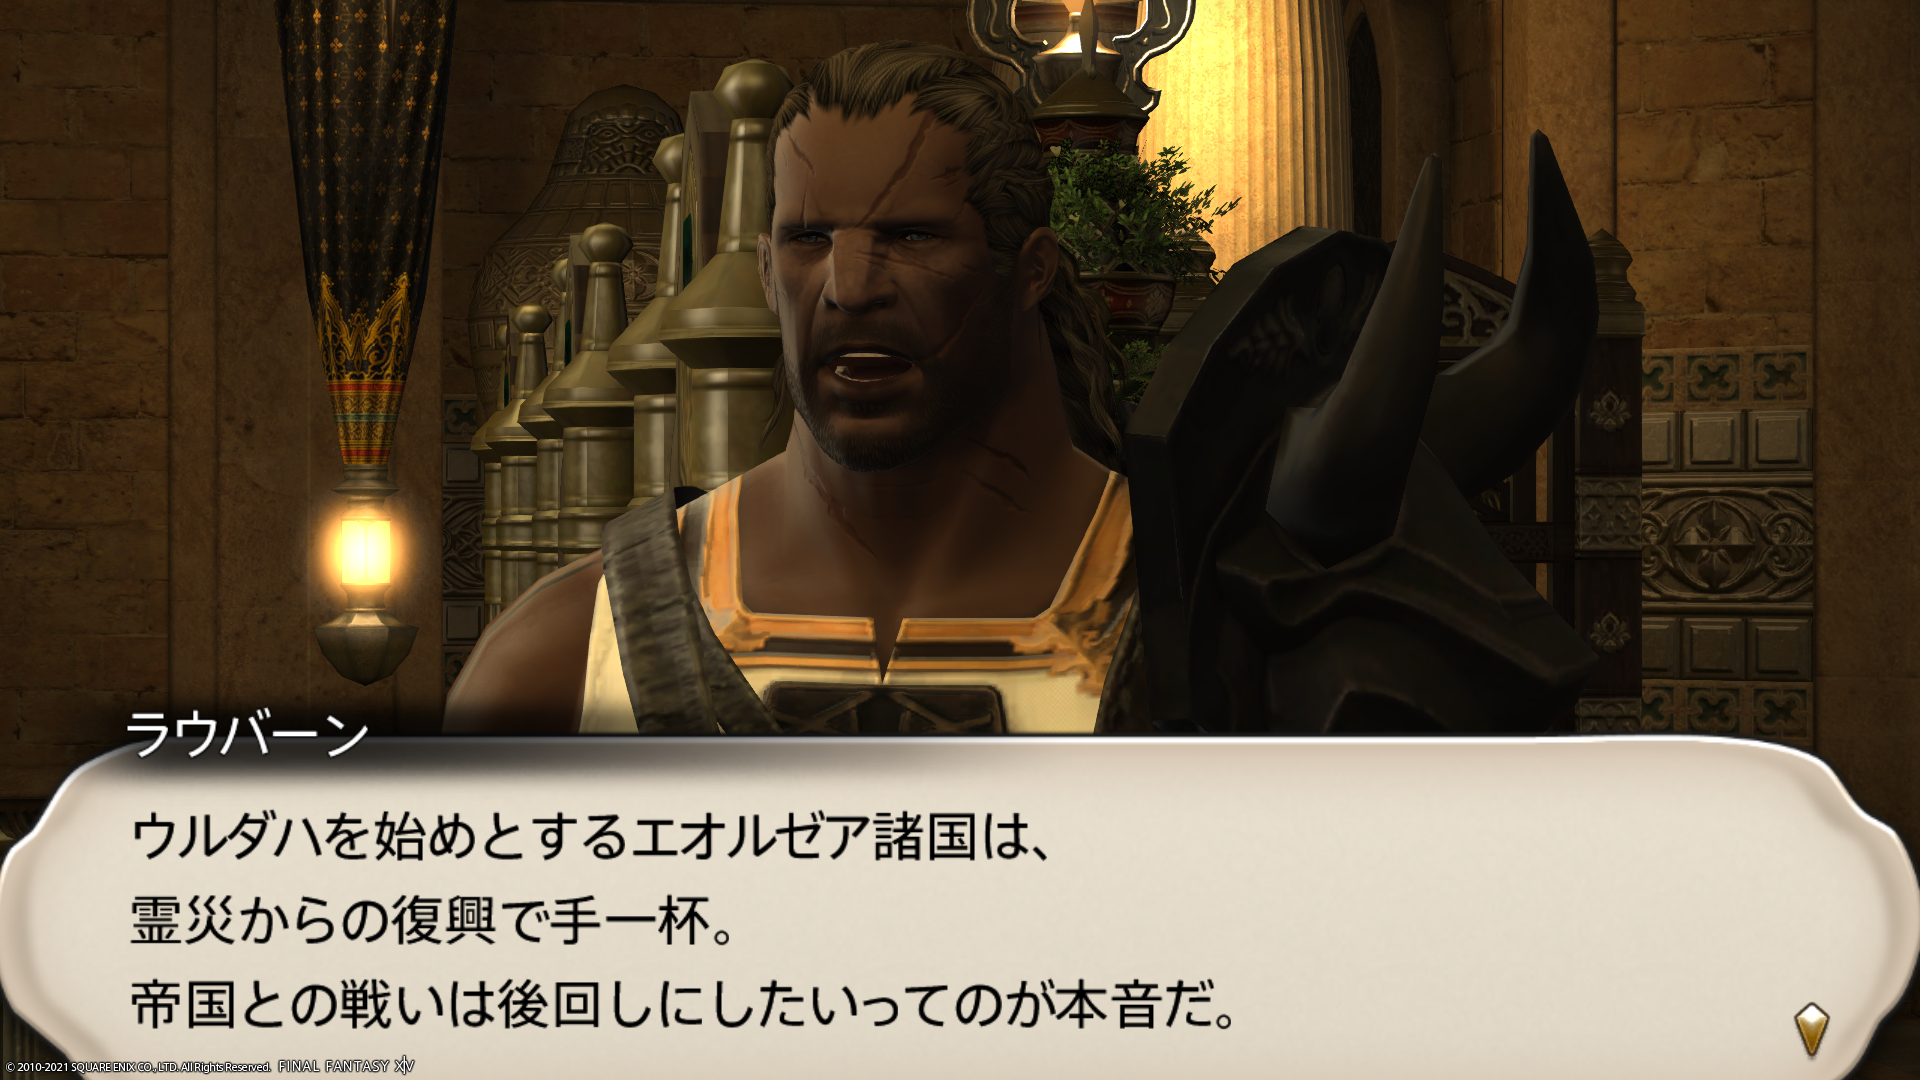 ラウバーン
ウルダハを始めとするエオルゼア諸国は、
霊災からの復興で手一杯。
帝国との戦いは後回しにしたいってのが本音だ。
© 2010-2021 SQUARE ENIX CO., LTD. All Rights Reserved. FINAL FANTASY XIV